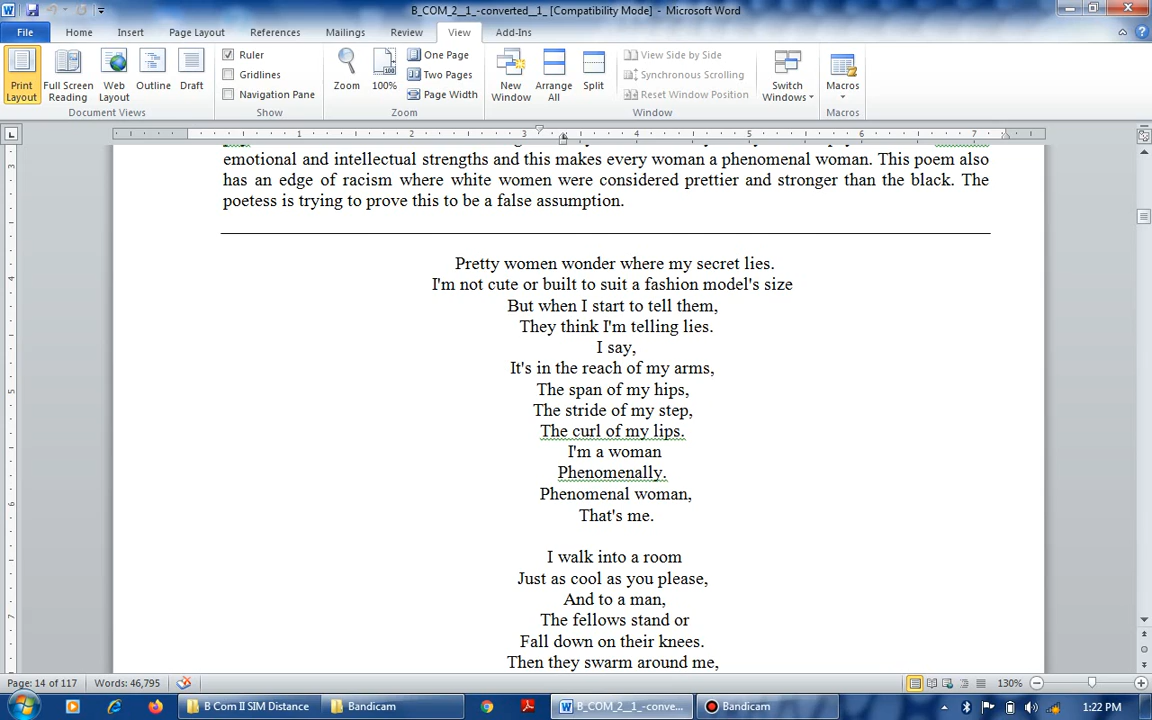 B_COM_2__1_-converted__1_ [Compatibility Mode] - Microsoft Word
File Home Insert Page Layout References Mailings Review View Add-Ins
Print Layout
Full Screen Reading
Web Layout
Outline
Draft
Document Views
Ruler
Gridlines
Navigation Pane
Show
Zoom
100%
One Page
Two Pages
Page Width
Zoom
New Window
Arrange All
Split
View Side by Side
Synchronous Scrolling
Reset Window Position
Switch Windows
Window
Macros
Macros
1 2 3 4 5 6 7
emotional and intellectual strengths and this makes every woman a phenomenal woman. This poem also
has an edge of racism where white women were considered prettier and stronger than the black. The
poetess is trying to prove this to be a false assumption.
Pretty women wonder where my secret lies.
I'm not cute or built to suit a fashion model's size
But when I start to tell them,
They think I'm telling lies.
I say,
It's in the reach of my arms,
The span of my hips,
The stride of my step,
The curl of my lips.
I'm a woman
Phenomenally.
Phenomenal woman,
That's me.
I walk into a room
Just as cool as you please,
And to a man,
The fellows stand or
Fall down on their knees.
Then they swarm around me,
Page: 14 of 117 Words: 46,795 130%
B Com II SIM Distance Bandicam B_COM_2__1_-conve... Bandicam 1:22 PM